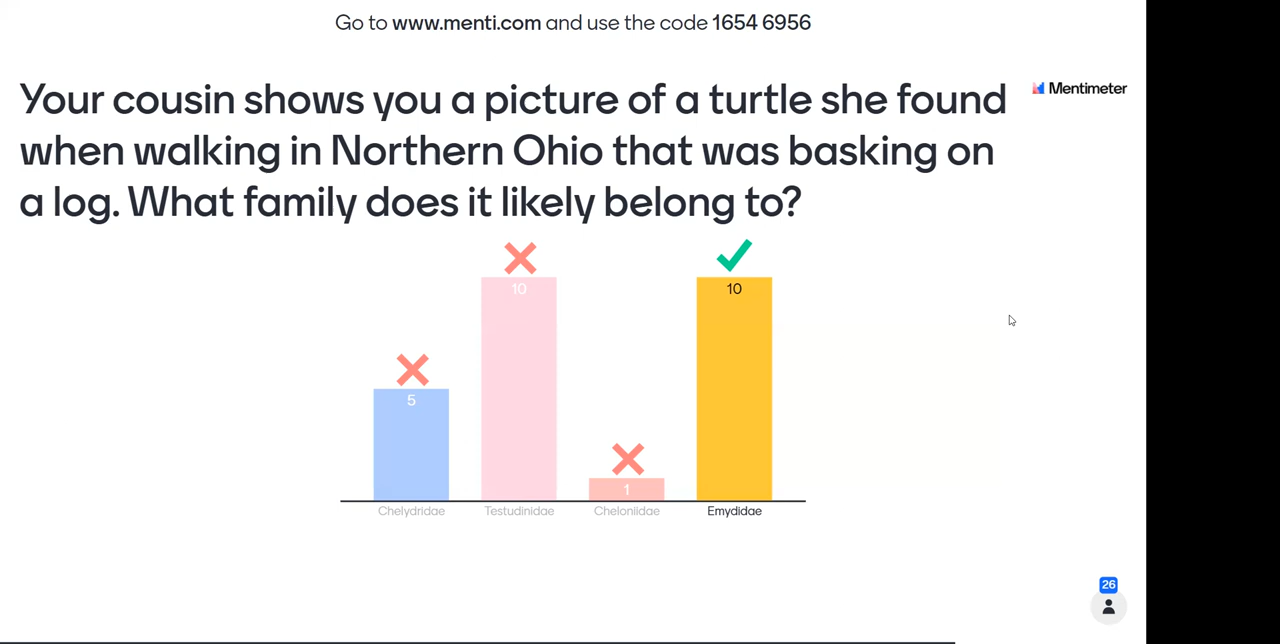 Go to www.menti.com and use the code 1654 6956
Your cousin shows you a picture of a turtle she found
when walking in Northern Ohio that was basking on
a log. What family does it likely belong to?
Mentimeter
10
10
5
1
Chelydridae
Testudinidae
Cheloniidae
Emydidae
26